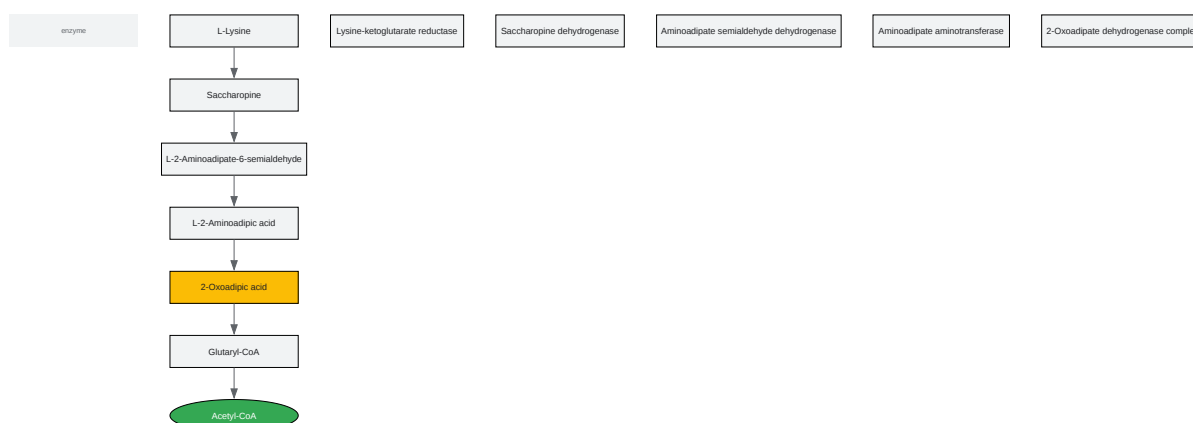 enzyme
L-Lysine
Lysine-ketoglutarate reductase
Saccharopine dehydrogenase
Aminoadipate semialdehyde dehydrogenase
Aminoadipate aminotransferase
2-Oxoadipate dehydrogenase comple
Saccharopine
L-2-Aminoadipate-6-semialdehyde
L-2-Aminoadipic acid
2-Oxoadipic acid
Glutaryl-CoA
Acetyl-CoA